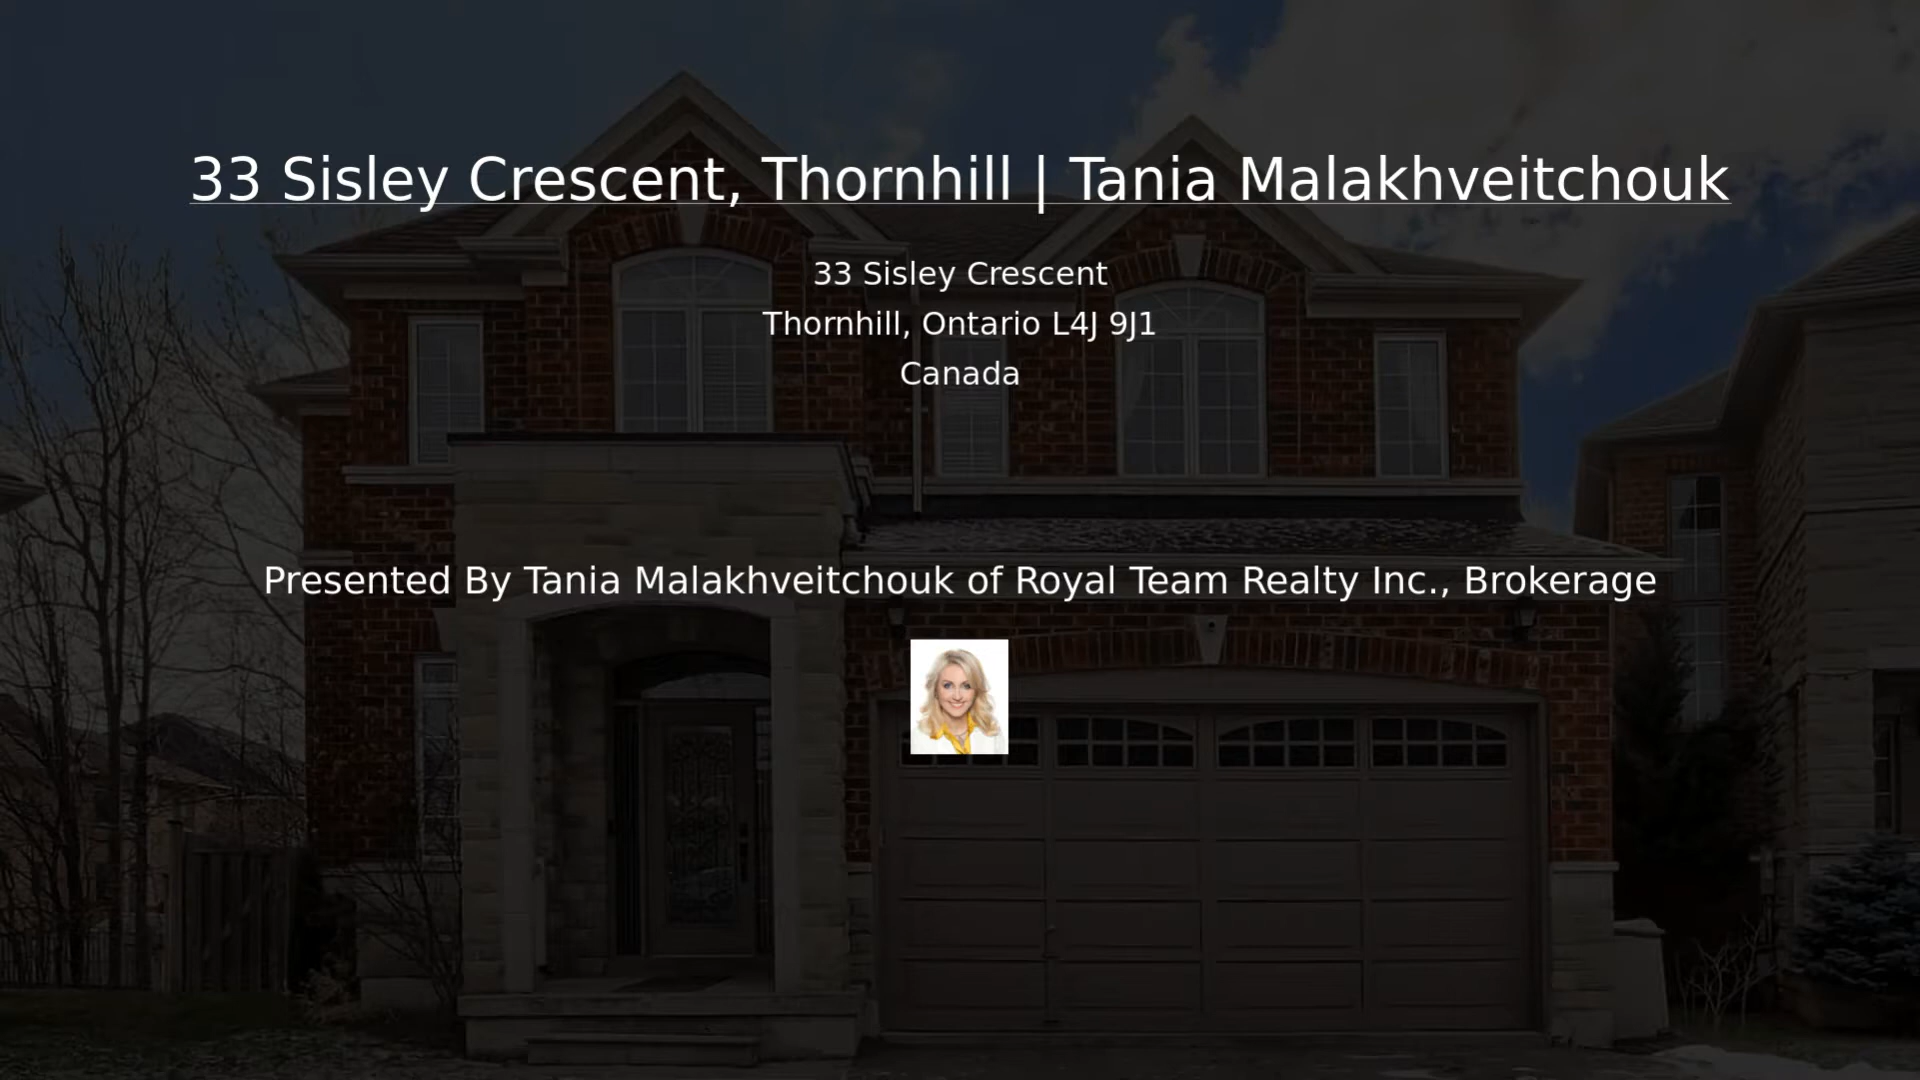 33 Sisley Crescent, Thornhill | Tania Malakhveitchouk
33 Sisley Crescent
Thornhill, Ontario L4J 9J1
Canada
Presented By Tania Malakhveitchouk of Royal Team Realty Inc., Brokerage